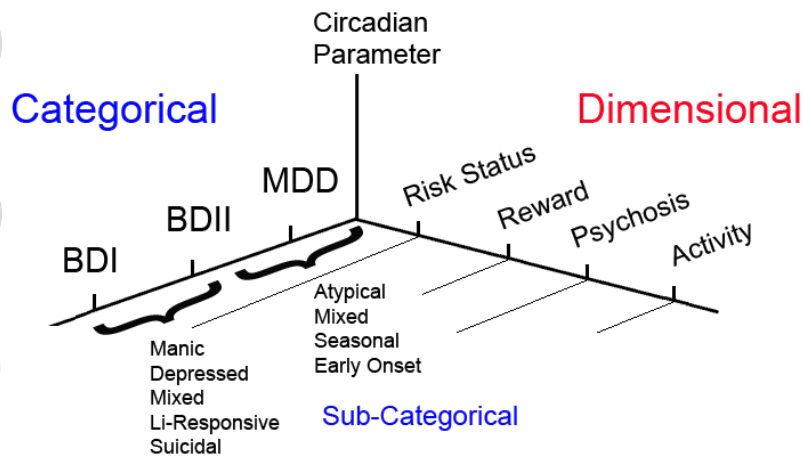 Circadian
Parameter
Categorical
Dimensional
MDD
BDII
BDI
Risk Status
Reward
Psychosis
Activity
Atypical
Mixed
Seasonal
Early Onset
Manic
Depressed
Mixed
Li-Responsive
Suicidal
Sub-Categorical